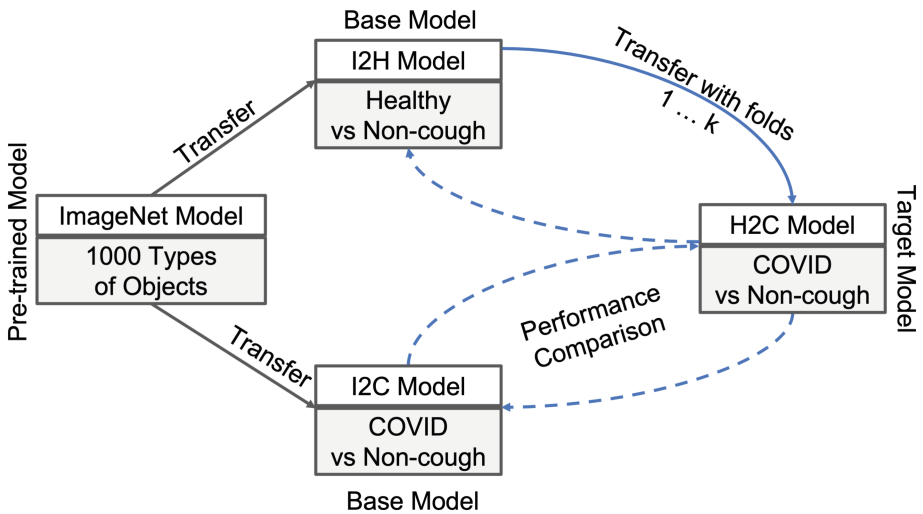 Base Model
I2H Model
Healthy
vs Non-cough
Transfer
Transfer with folds
1 ... k
Pre-trained Model
ImageNet Model
1000 Types
of Objects
H2C Model
COVID
vs Non-cough
Target Model
Performance
Comparison
Transfer
I2C Model
COVID
vs Non-cough
Base Model